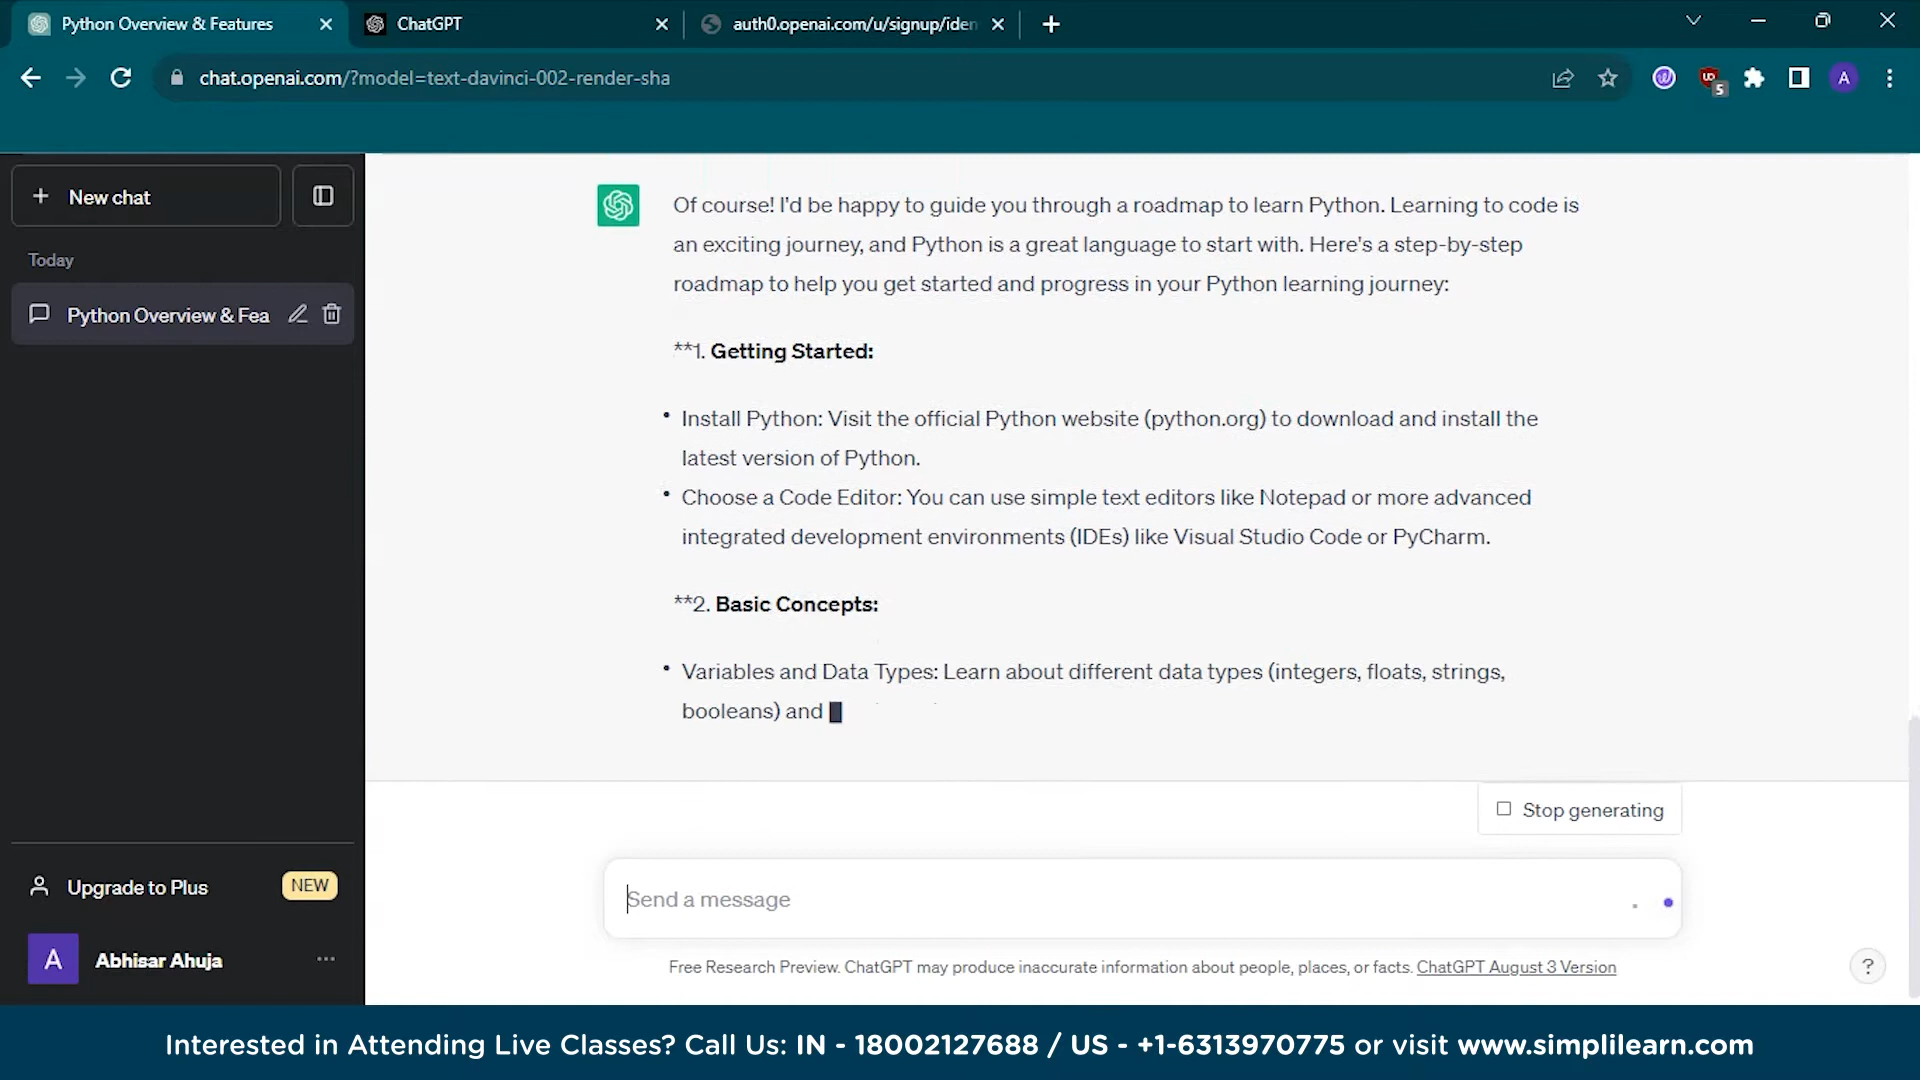 Python Overview & Features
ChatGPT
auth0.openai.com/u/signup/iden
chat.openai.com/?model=text-davinci-002-render-sha
5
A
New chat
Today
Python Overview & Fea
Of course! I'd be happy to guide you through a roadmap to learn Python. Learning to code is
an exciting journey, and Python is a great language to start with. Here's a step-by-step
roadmap to help you get started and progress in your Python learning journey:
**1. Getting Started:
• Install Python: Visit the official Python website (python.org) to download and install the
latest version of Python.
• Choose a Code Editor: You can use simple text editors like Notepad or more advanced
integrated development environments (IDEs) like Visual Studio Code or PyCharm.
**2. Basic Concepts:
• Variables and Data Types: Learn about different data types (integers, floats, strings,
booleans) and
Stop generating
Upgrade to Plus
NEW
Send a message
A
Abhisar Ahuja
Free Research Preview. ChatGPT may produce inaccurate information about people, places, or facts. ChatGPT August 3 Version
?
Interested in Attending Live Classes? Call Us: IN - 18002127688 / US - +1-6313970775 or visit www.simplilearn.com